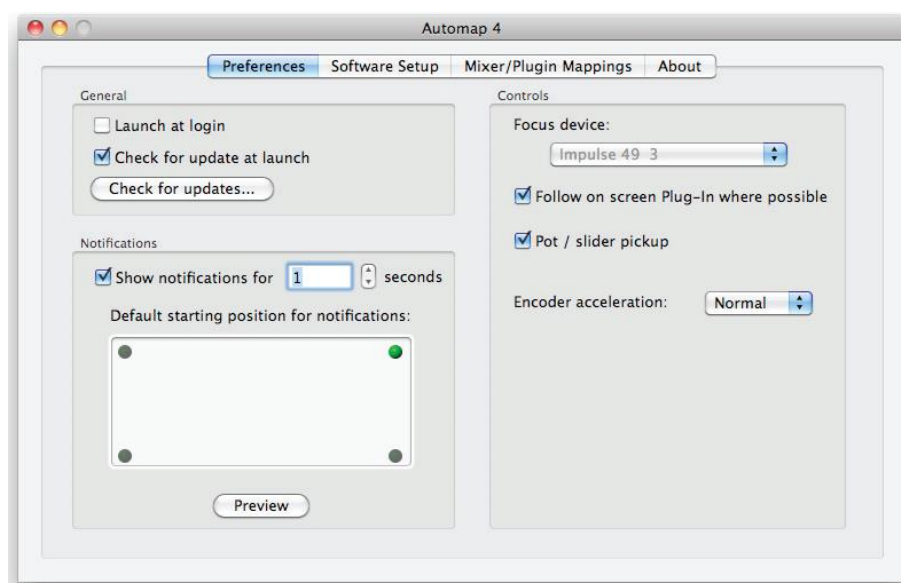 Automap 4
Preferences
Software Setup
Mixer/Plugin Mappings
About
General
Launch at login
Check for update at launch
Check for updates...
Notifications
Show notifications for 1 seconds
Default starting position for notifications:
Preview
Controls
Focus device:
Impulse 49 3
Follow on screen Plug-In where possible
Pot / slider pickup
Encoder acceleration: Normal